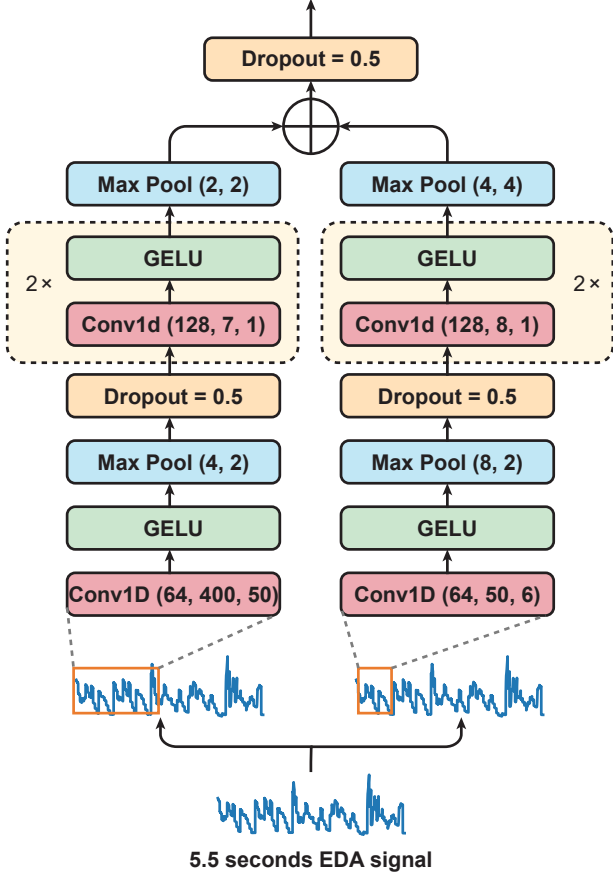 Dropout = 0.5
Max Pool (2, 2)
Max Pool (4, 4)
2 ×
GELU
GELU
2 ×
Conv1d (128, 7, 1)
Conv1d (128, 8, 1)
Dropout = 0.5
Dropout = 0.5
Max Pool (4, 2)
Max Pool (8, 2)
GELU
GELU
Conv1D (64, 400, 50)
Conv1D (64, 50, 6)
5.5 seconds EDA signal